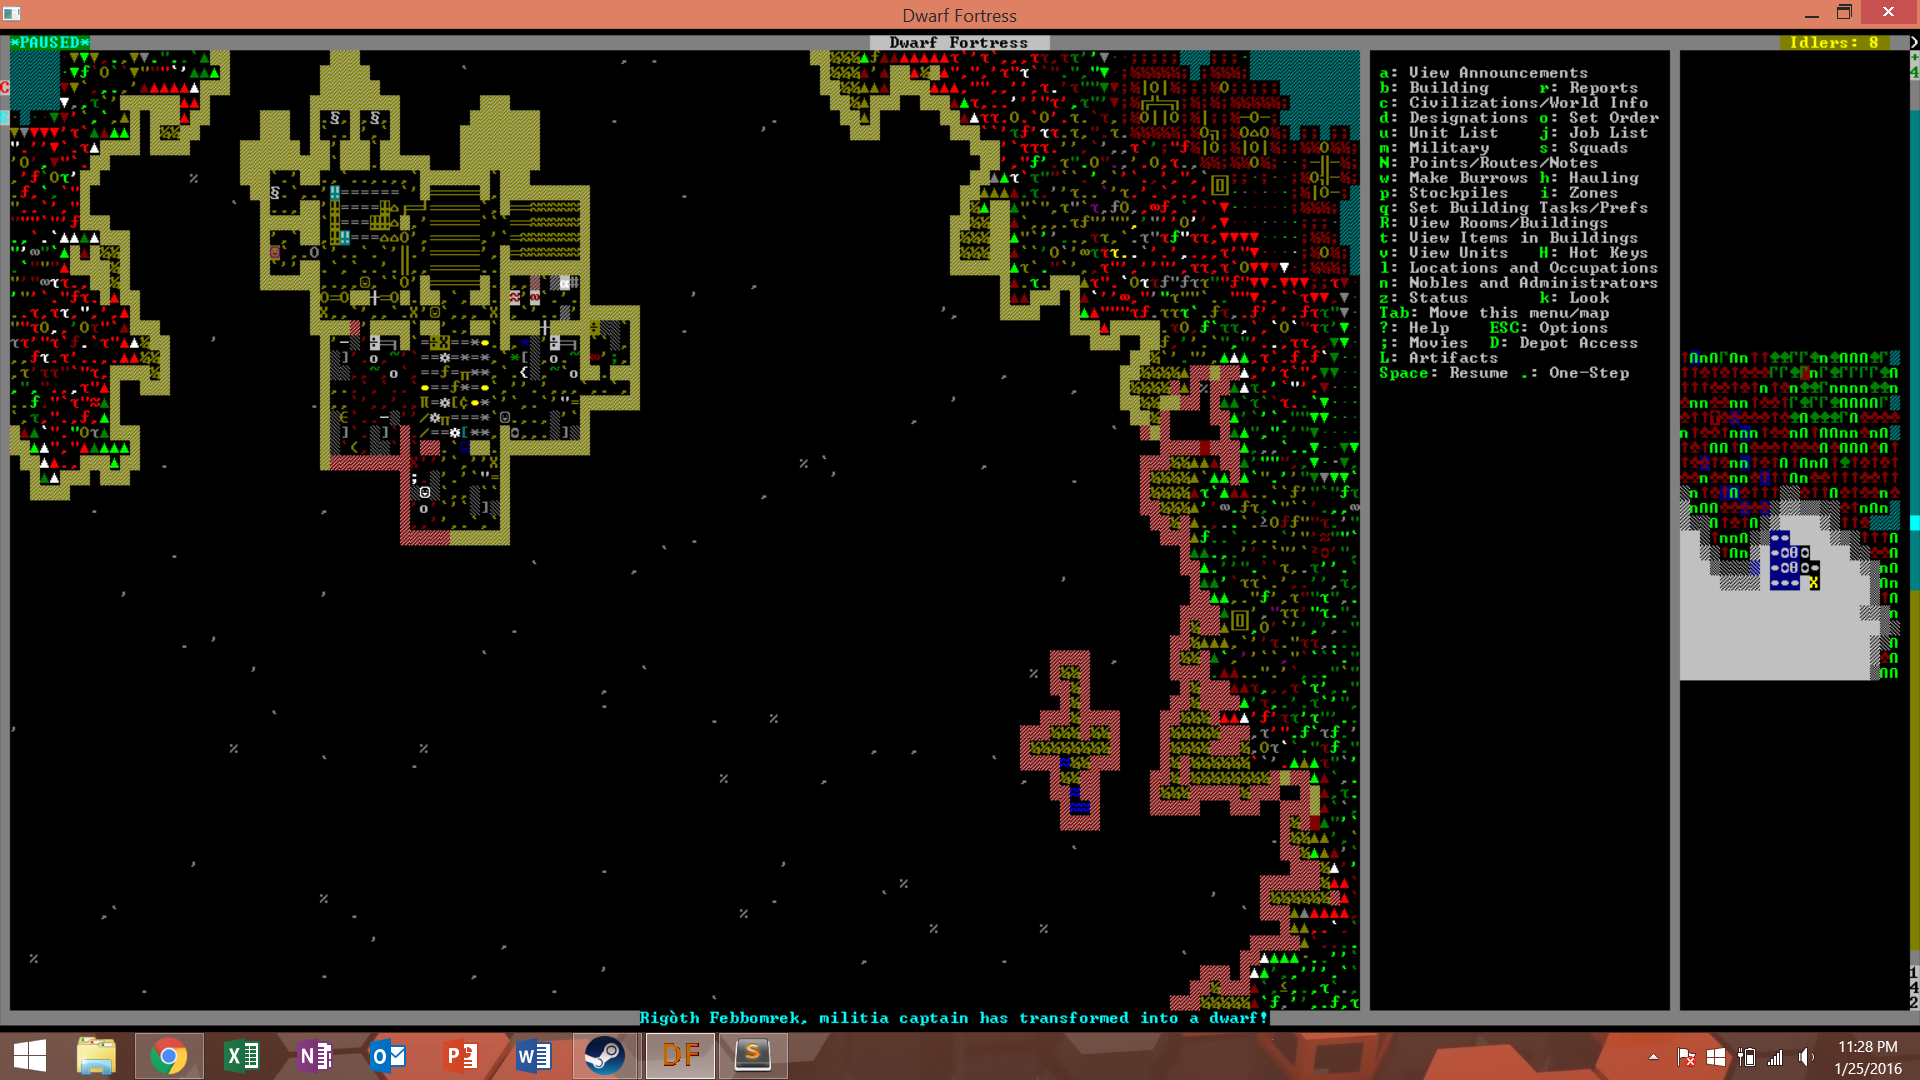 Dwarf Fortress
*PAUSED*
Dwarf Fortress
Idlers: 8
a: View Announcements
b: Building r: Reports
c: Civilizations/World Info
d: Designations o: Set Order
u: Unit List j: Job List
m: Military s: Squads
N: Points/Routes/Notes
w: Make Burrows h: Hauling
p: Stockpiles i: Zones
q: Set Building Tasks/Prefs
R: View Rooms/Buildings
t: View Items in Buildings
v: View Units H: Hot Keys
l: Locations and Occupations
n: Nobles and Administrators
z: Status k: Look
Tab: Move this menu/map
?: Help ESC: Options
;: Movies D: Depot Access
L: Artifacts
Space: Resume .: One-Step
Rigòth Febbomrek, militia captain has transformed into a dwarf!
DF
S
11:28 PM
1/25/2016